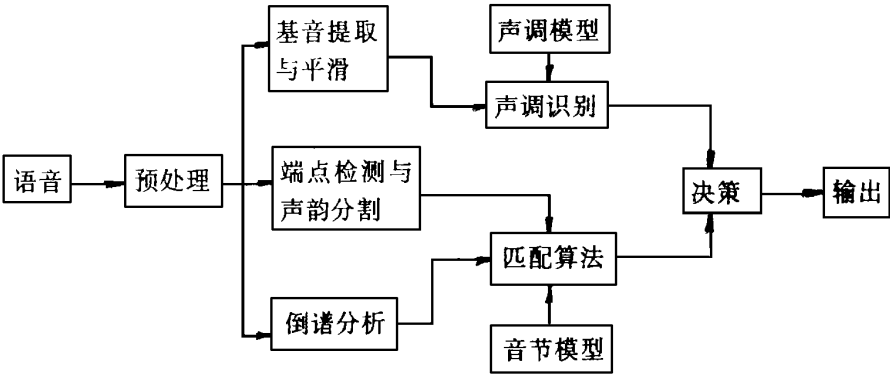 基音提取
与平滑
声调模型
声调识别
语音
预处理
端点检测与
声韵分割
决策
输出
匹配算法
倒谱分析
音节模型